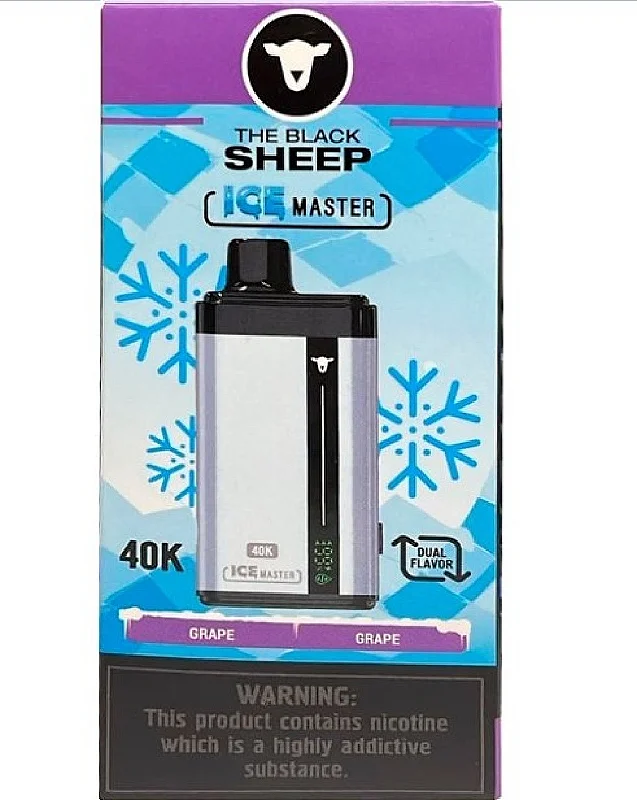 THE BLACK
SHEEP
ICE MASTER
40K
ICE MASTER
40K
DUAL
FLAVOR
GRAPE
GRAPE
WARNING:
This product contains nicotine
which is a highly addictive
substance.